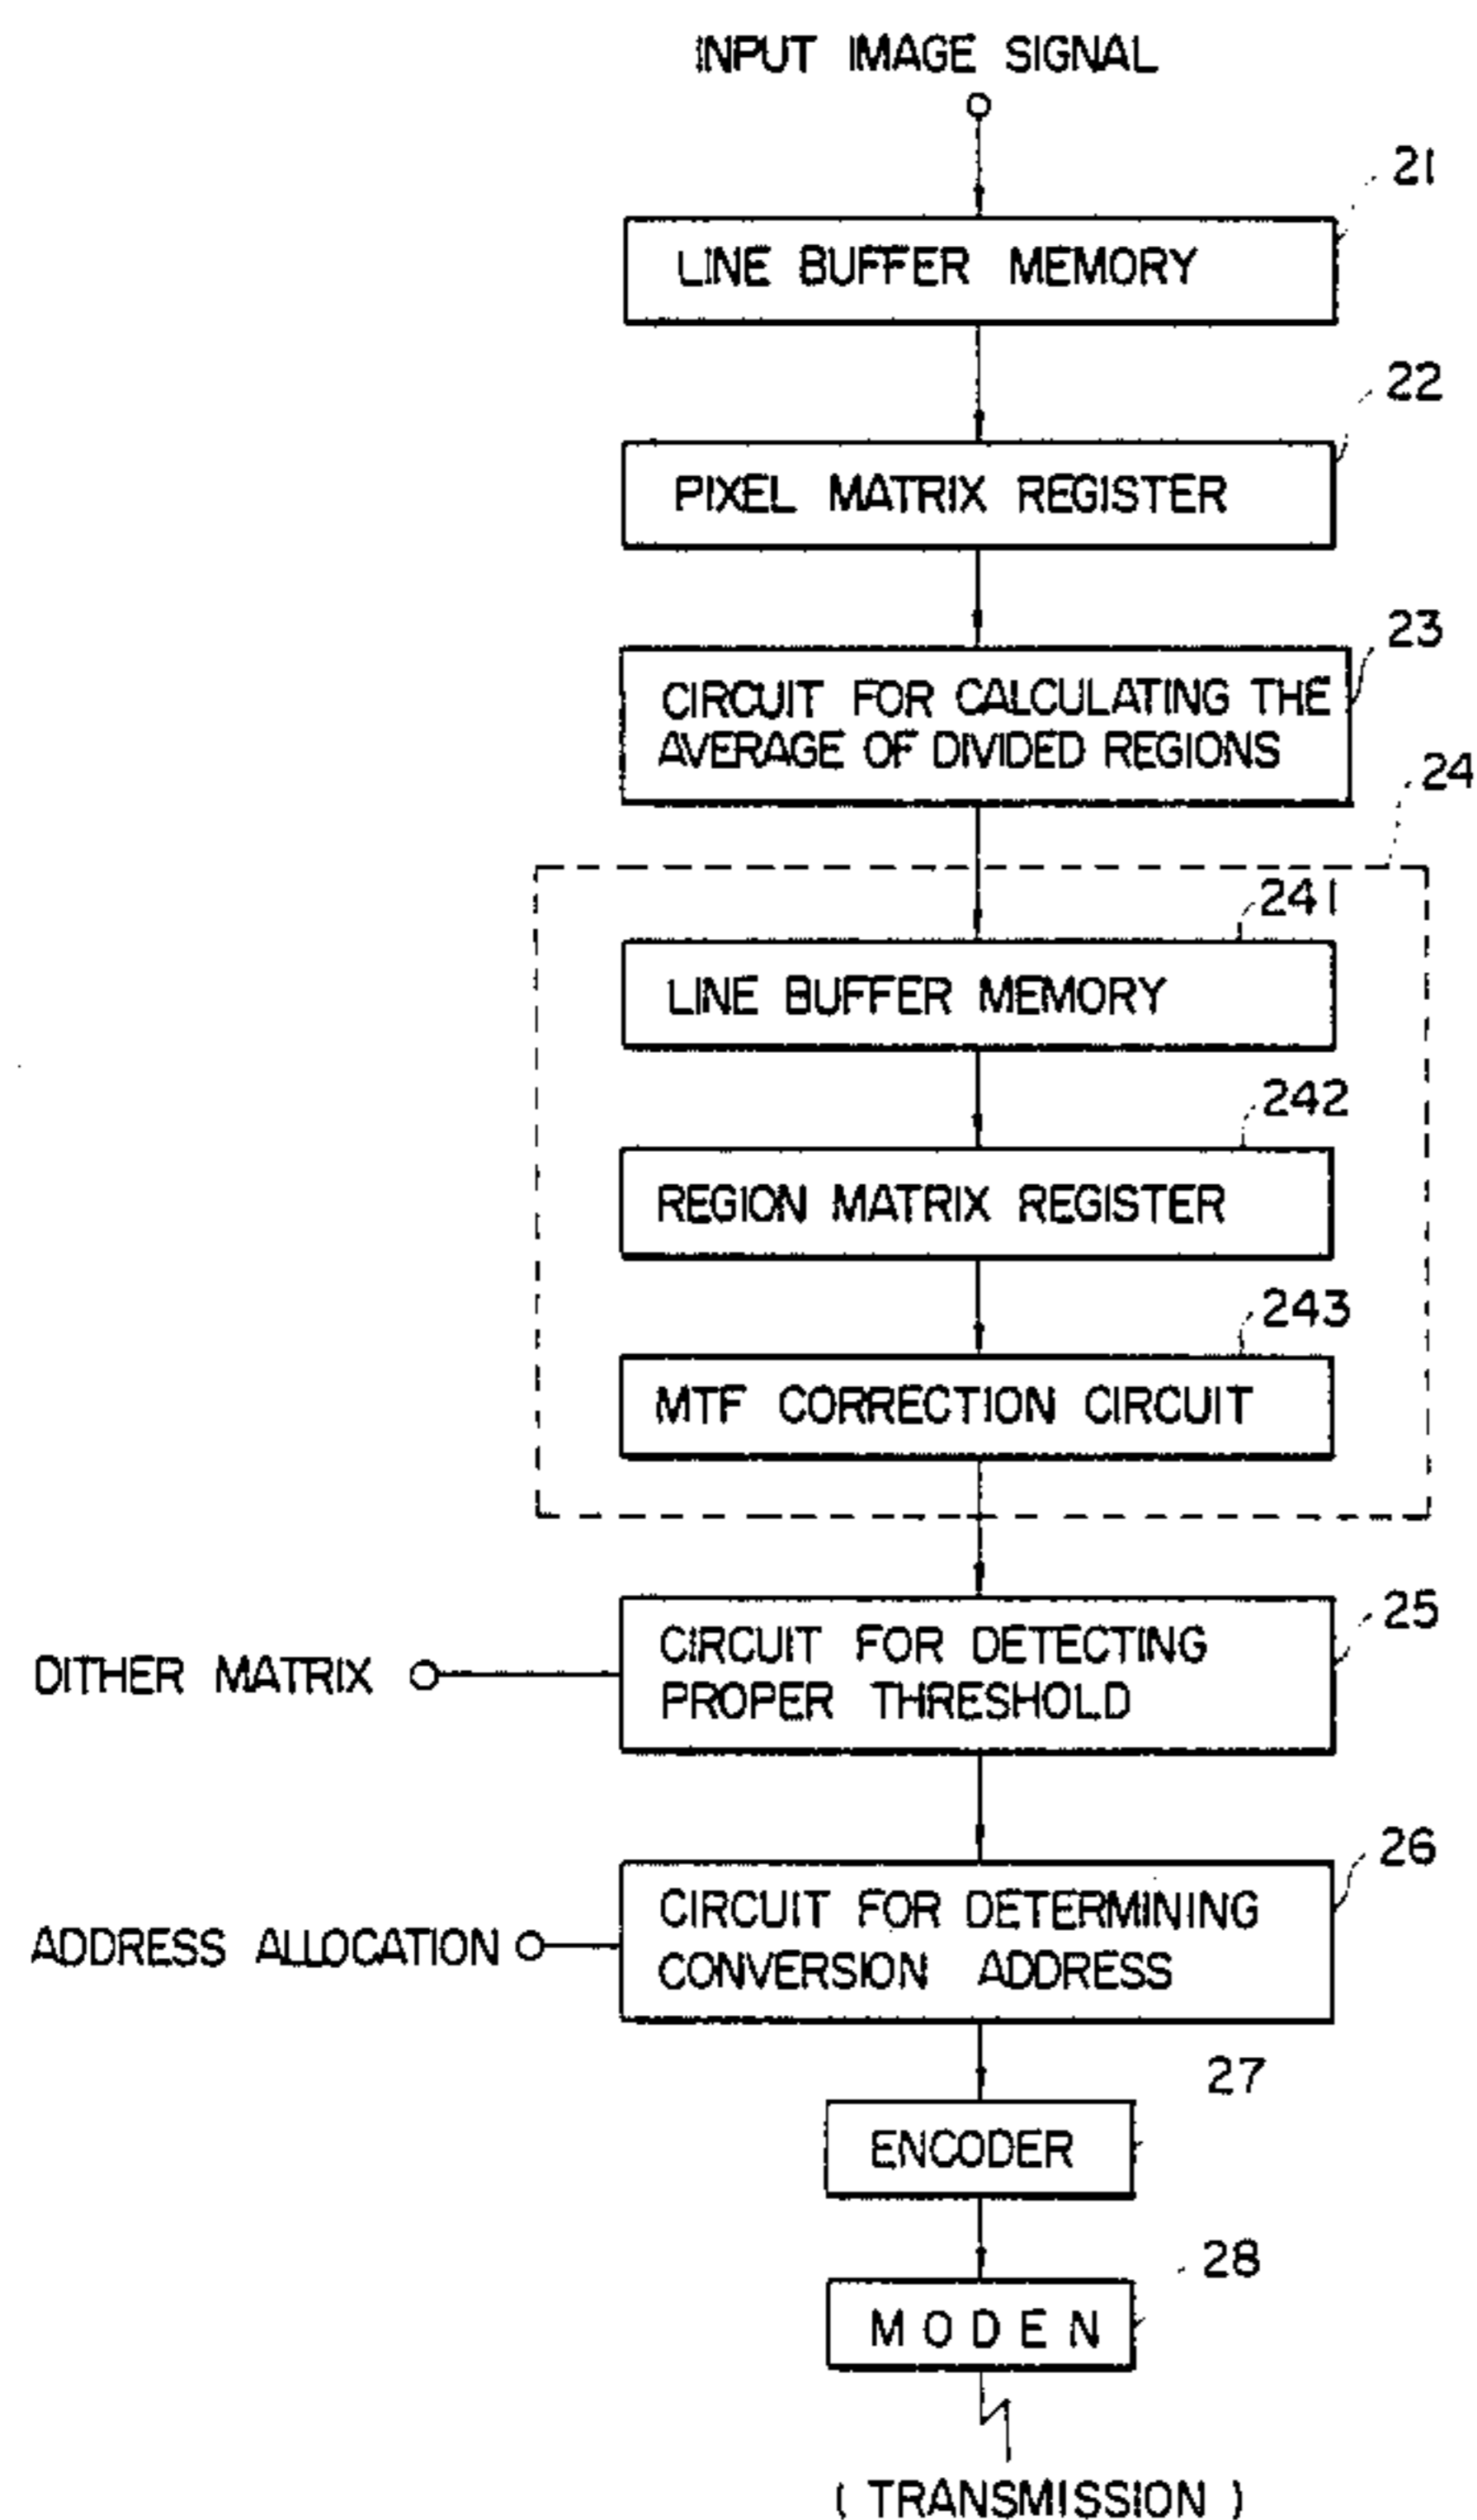 INPUT IMAGE SIGNAL
21
LINE BUFFER MEMORY
22
PIXEL MATRIX REGISTER
23
CIRCUIT FOR CALCULATING THE
AVERAGE OF DIVIDED REGIONS
24
241
LINE BUFFER MEMORY
242
REGION MATRIX REGISTER
243
MTF CORRECTION CIRCUIT
25
DITHER MATRIX
CIRCUIT FOR DETECTING
PROPER THRESHOLD
26
ADDRESS ALLOCATION
CIRCUIT FOR DETERMINING
CONVERSION ADDRESS
27
ENCODER
28
MODEN
( TRANSMISSION )